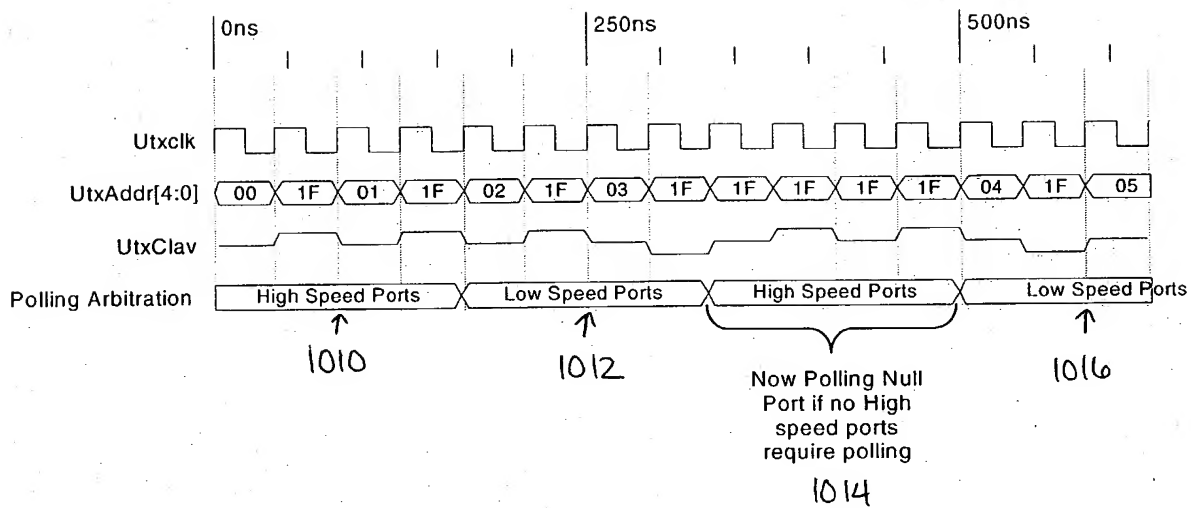 0ns 250ns 500ns
Utxclk
UtxAddr[4:0] 00 1F 01 1F 02 1F 03 1F 1F 1F 1F 1F 04 1F 05
UtxClav
Polling Arbitration High Speed Ports Low Speed Ports High Speed Ports Low Speed Ports
1010 1012 1016
Now Polling Null
Port if no High
speed ports
require polling
1014